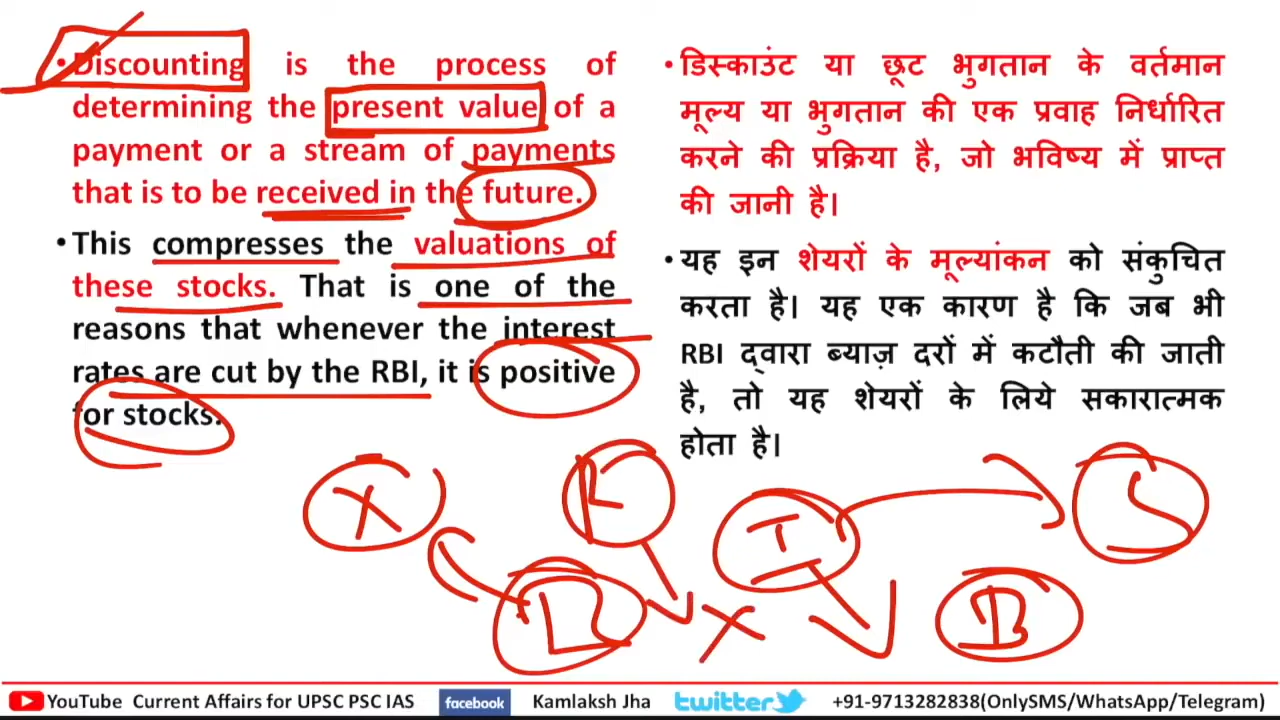 •Discounting is the process of
determining the present value of a
payment or a stream of payments
that is to be received in the future.
•This compresses the valuations of
these stocks. That is one of the
reasons that whenever the interest
rates are cut by the RBI, it is positive
for stocks.
•डिस्काउंट या छूट भुगतान के वर्तमान
मूल्य या भुगतान की एक प्रवाह निर्धारित
करने की प्रक्रिया है, जो भविष्य में प्राप्त
की जानी है।
•यह इन शेयरों के मूल्यांकन को संकुचित
करता है। यह एक कारण है कि जब भी
RBI द्वारा ब्याज़ दरों में कटौती की जाती
है, तो यह शेयरों के लिये सकारात्मक
होता है।
X
I
S
B
X
YouTube Current Affairs for UPSC PSC IAS facebook Kamlaksh Jha twitter +91-9713282838(OnlySMS/WhatsApp/Telegram)